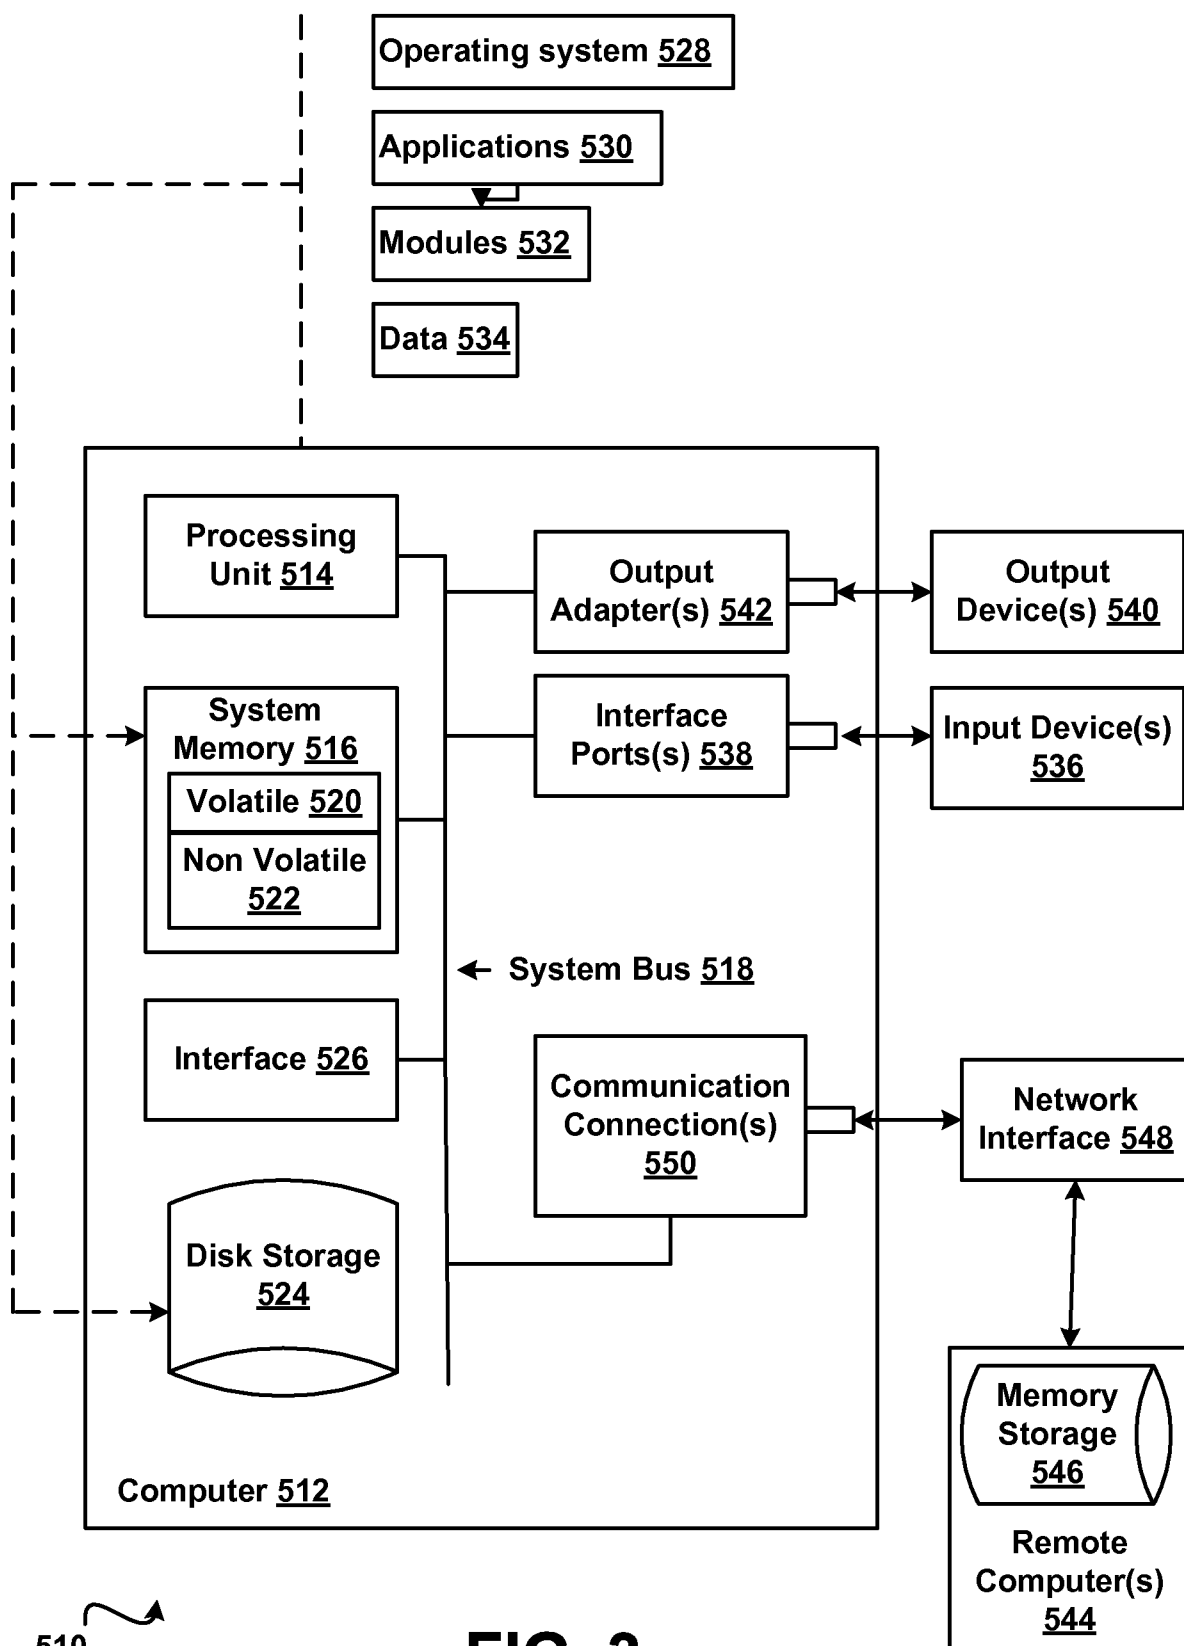 Operating system 528
Applications 530
Modules 532
Data 534
Processing
Unit 514
Output
Adapter(s) 542
Output
Device(s) 540
System
Memory 516
Volatile 520
Non Volatile
522
Interface
Ports(s) 538
Input Device(s)
536
System Bus 518
Interface 526
Communication
Connection(s)
550
Network
Interface 548
Disk Storage
524
Memory
Storage
546
Computer 512
Remote
Computer(s)
544
510